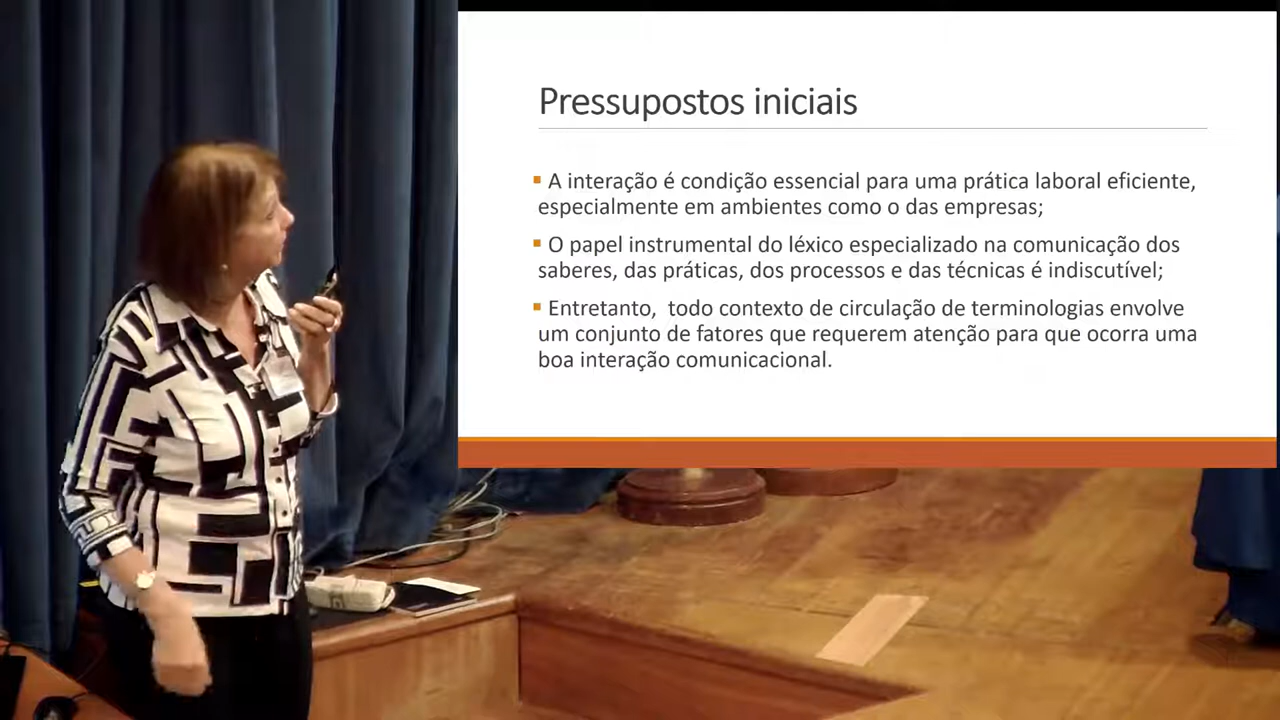 Pressupostos iniciais
A interação é condição essencial para uma prática laboral eficiente,
especialmente em ambientes como o das empresas;
O papel instrumental do léxico especializado na comunicação dos
saberes, das práticas, dos processos e das técnicas é indiscutível;
Entretanto, todo contexto de circulação de terminologias envolve
um conjunto de fatores que requerem atenção para que ocorra uma
boa interação comunicacional.